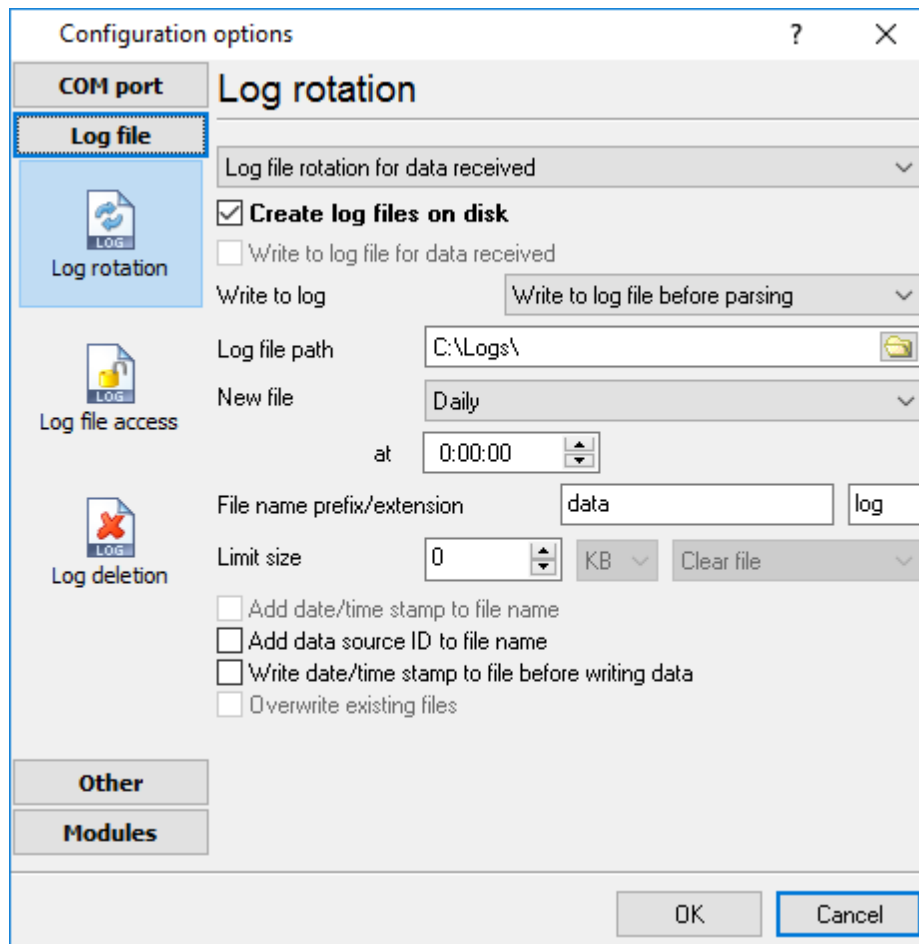 Configuration options ?
COM port
Log file
LOG
Log rotation
LOG
Log file access
LOG
Log deletion
Other
Modules
Log rotation
Log file rotation for data received
Create log files on disk
Write to log file for data received
Write to log Write to log file before parsing
Log file path C:\Logs\
New file Daily
at 0:00:00
File name prefix/extension data log
Limit size 0 KB Clear file
Add date/time stamp to file name
Add data source ID to file name
Write date/time stamp to file before writing data
Overwrite existing files
OK Cancel